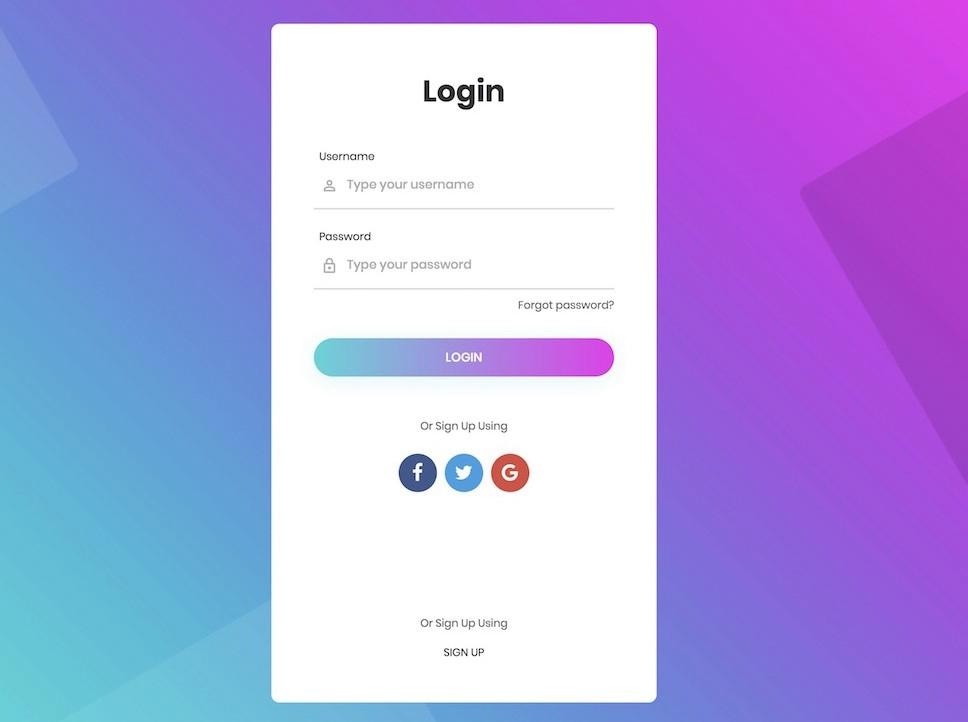 Login
Username
Type your username
Password
Type your password
Forgot password?
LOGIN
Or Sign Up Using
Or Sign Up Using
SIGN UP